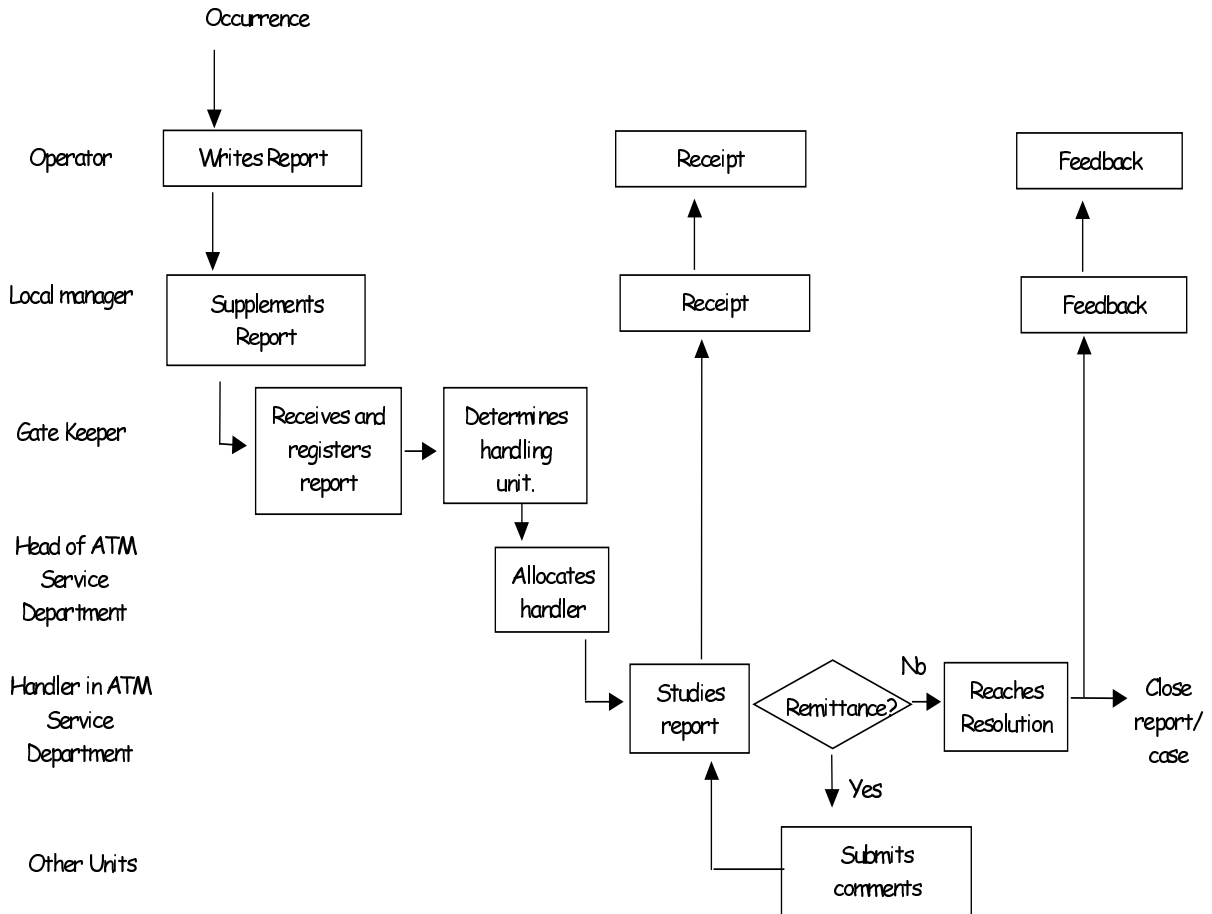 Occurrence
Operator
Writes Report
Receipt
Feedback
Local manager
Supplements
Report
Receipt
Feedback
Gate Keeper
Receives and
registers
report
Determines
handling
unit.
Head of ATM
Service
Department
Allocates
handler
Handler in ATM
Service
Department
Studies
report
Remittance?
No
Reaches
Resolution
Close
report/
case
Yes
Other Units
Submits
comments